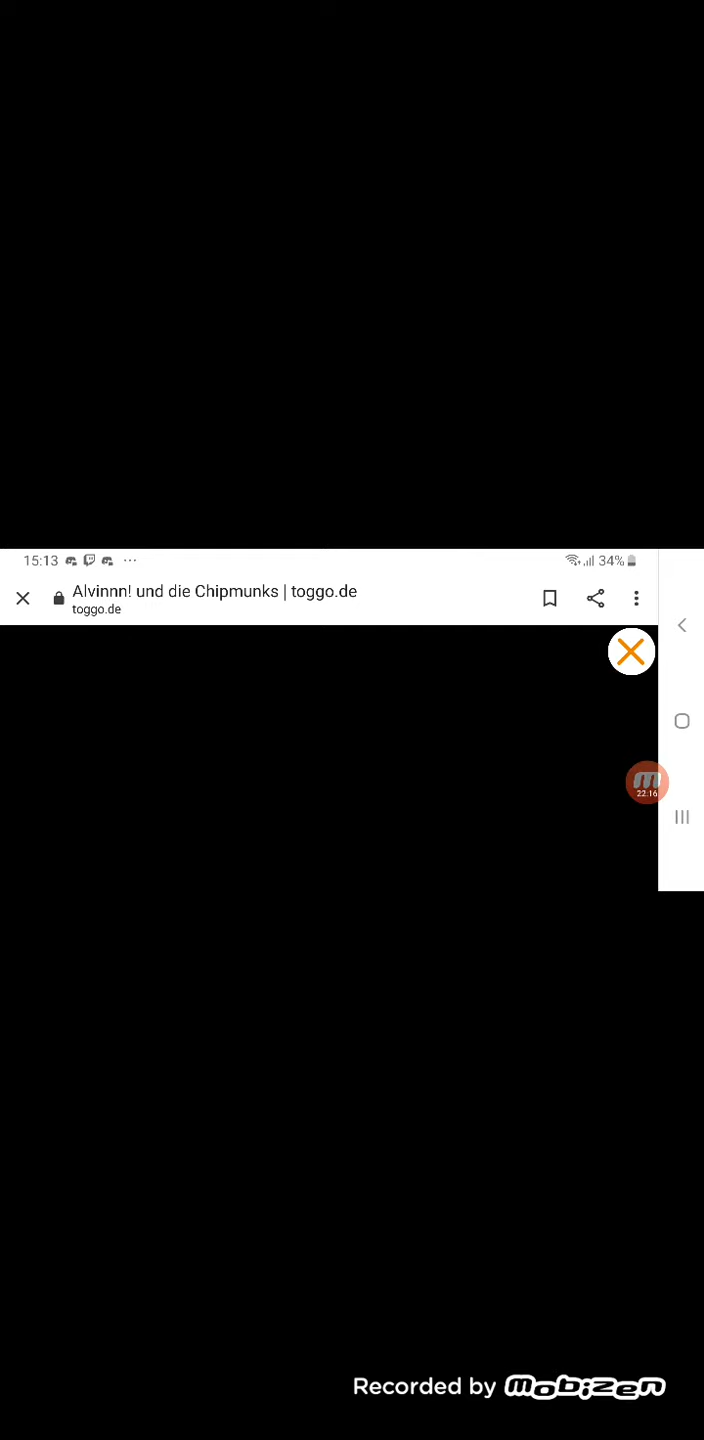 15:13 34%
Alvinnn! und die Chipmunks | toggo.de
toggo.de
22:16
Recorded by mobizen